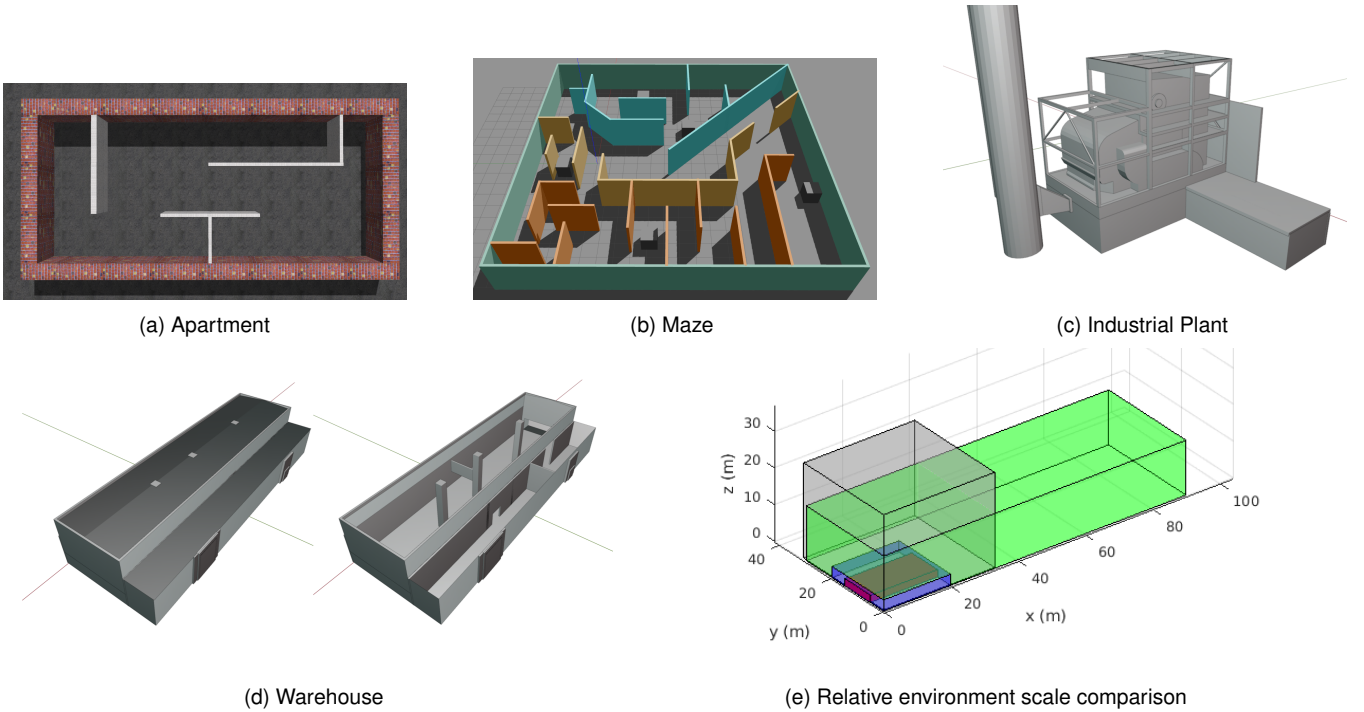 (a) Apartment
(b) Maze
(c) Industrial Plant
30
20
10
0
z (m)
40
20
0
y (m)
0
20
40
60
80
100
x (m)
(d) Warehouse
(e) Relative environment scale comparison